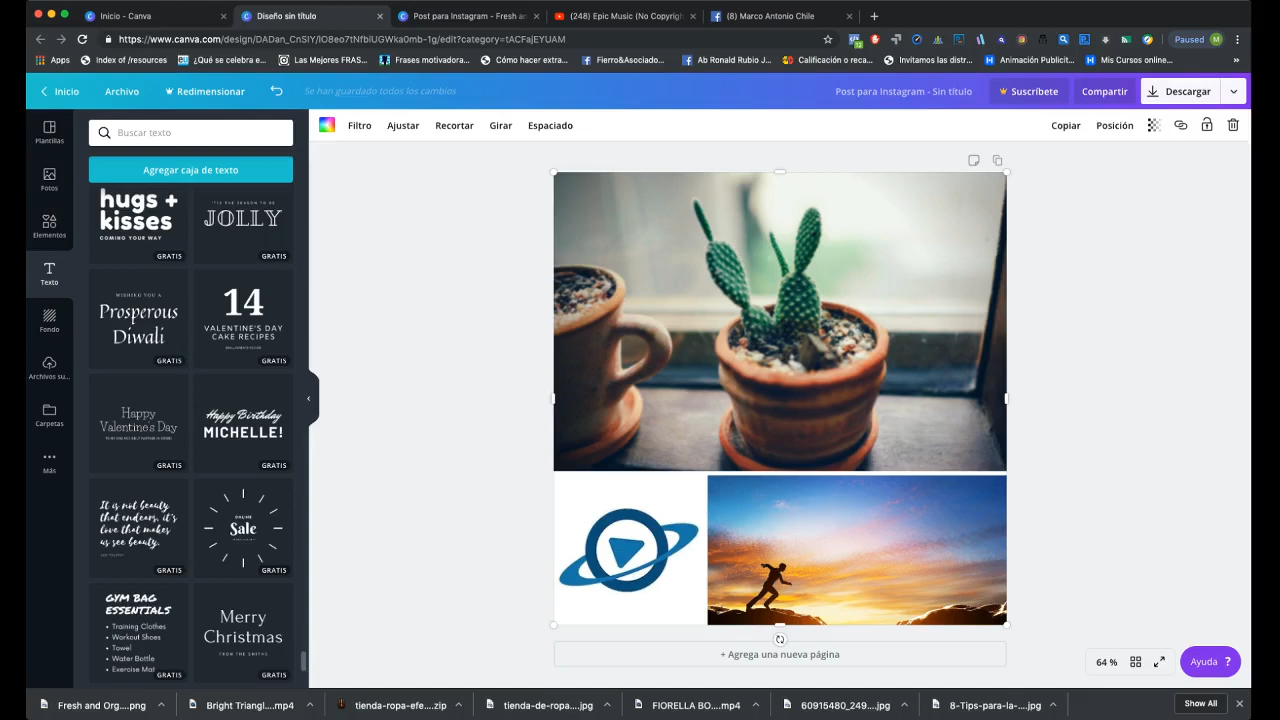 Inicio - Canva
Diseño sin título
Post para Instagram - Fresh an
(248) Epic Music (No Copyrigh
(8) Marco Antonio Chile
https://www.canva.com/design/DADan_CnSIY/lO8eo7tNfbiUGWka0mb-1g/edit?category=tACFajEYUAM
Paused
M
Apps
Index of /resources
¿Qué se celebra e...
Las Mejores FRAS...
Frases motivadora...
Cómo hacer extra...
Fierro&Asociado...
Ab Ronald Rubio J...
Calificación o reca...
Invitamos las distr...
Animación Publicit...
Mis Cursos online...
Inicio
Archivo
Redimensionar
Se han guardado todos los cambios
Post para Instagram - Sin título
Suscríbete
Compartir
Descargar
Plantillas
Fotos
Elementos
Texto
Fondo
Archivos su...
Carpetas
Más
Buscar texto
Agregar caja de texto
hugs +
kisses
COMING YOUR WAY
GRATIS
'TIS THE SEASON TO BE
JOLLY
GRATIS
WISHING YOU A
Prosperous
Diwali
GRATIS
14
VALENTINE'S DAY
CAKE RECIPES
GRATIS
Happy
Valentine's Day
GRATIS
Happy Birthday
MICHELLE!
GRATIS
It is not beauty
that endears, it's
love that makes
us see beauty.
GRATIS
ONLINE
Sale
GRATIS
GYM BAG
ESSENTIALS
• Training Clothes
• Workout Shoes
• Towel
• Water Bottle
• Exercise Mat
GRATIS
Merry
Christmas
FROM THE SMITHS
GRATIS
Filtro
Ajustar
Recortar
Girar
Espaciado
Copiar
Posición
+ Agrega una nueva página
64 %
Ayuda ?
Fresh and Org....png
Bright Triangl....mp4
tienda-ropa-efe....zip
tienda-de-ropa....jpg
FIORELLA BO....mp4
60915480_249....jpg
8-Tips-para-la-....jpg
Show All